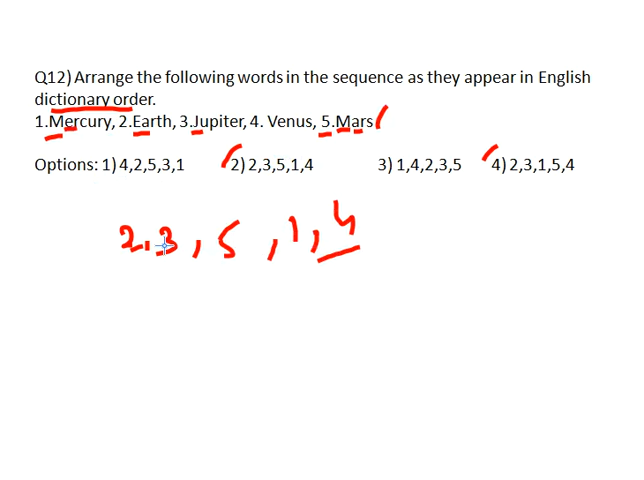 Q12) Arrange the following words in the sequence as they appear in English
dictionary order.
1.Mercury, 2.Earth, 3.Jupiter, 4. Venus, 5.Mars
Options: 1) 4,2,5,3,1 2) 2,3,5,1,4 3) 1,4,2,3,5 4) 2,3,1,5,4
2,3,5,1,4